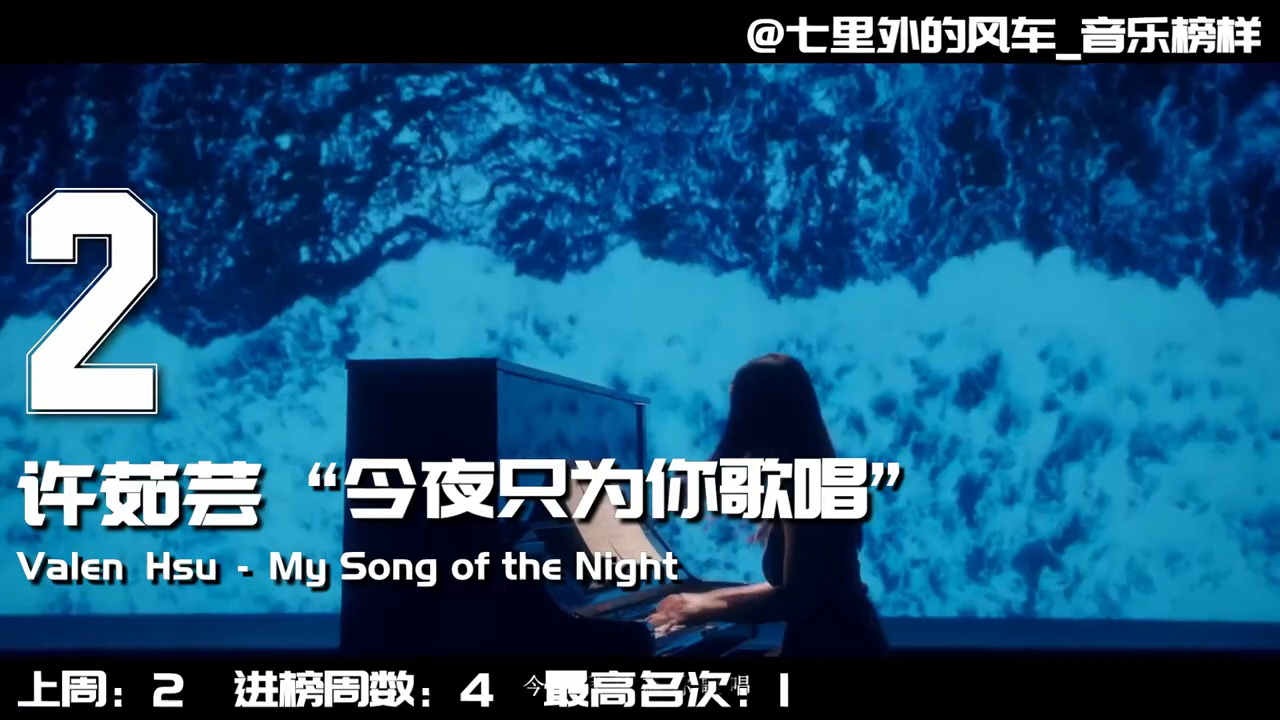 @七里外的风车_音乐榜样
2
许茹芸 “今夜只为你歌唱”
Valen Hsu - My Song of the Night
上周: 2 进榜周数: 4 最高名次: 1